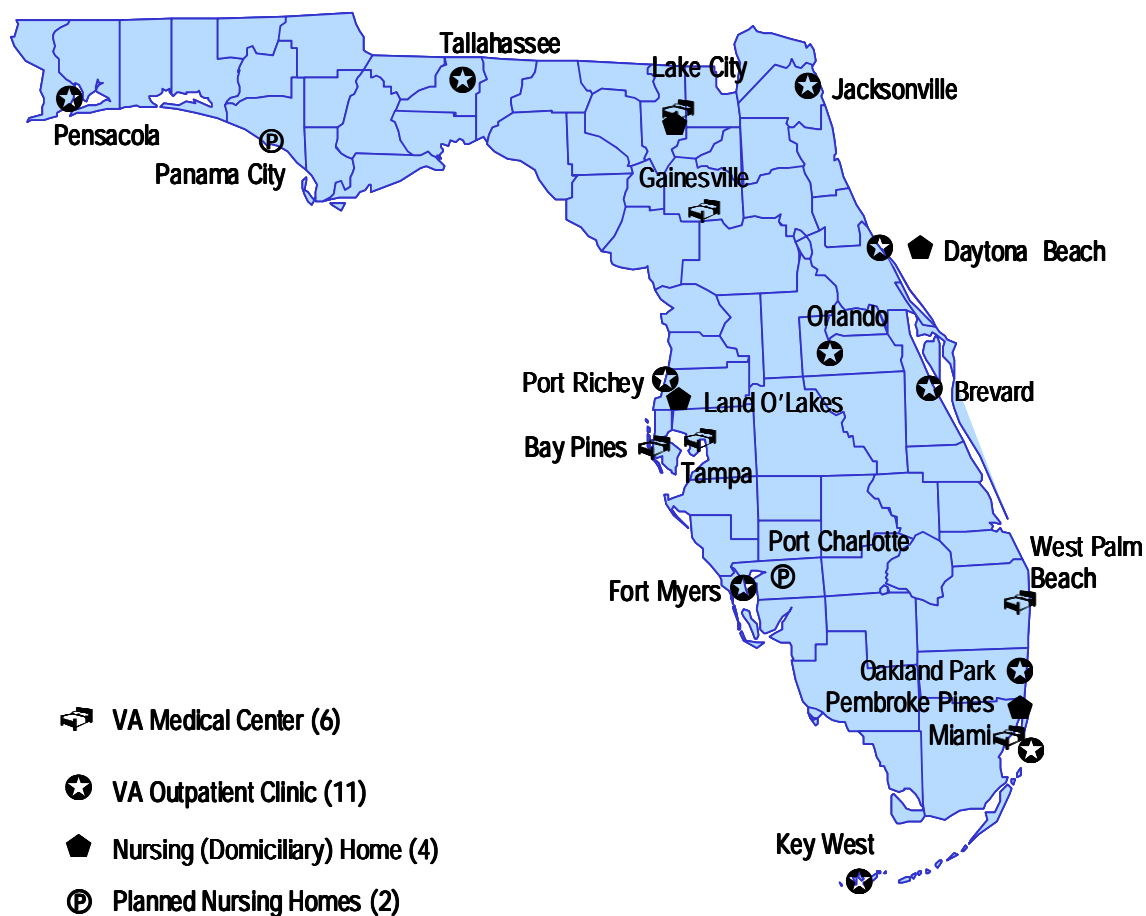 Tallahassee
Lake City
Jacksonville
Pensacola
P
Panama City
Gainesville
Daytona Beach
Orlando
Port Richey
Brevard
Land O'Lakes
Bay Pines
Tampa
Port Charlotte
West Palm
Beach
P
Fort Myers
Oakland Park
Pembroke Pines
Miami
VA Medical Center (6)
VA Outpatient Clinic (11)
Key West
Nursing (Domiciliary) Home (4)
P Planned Nursing Homes (2)